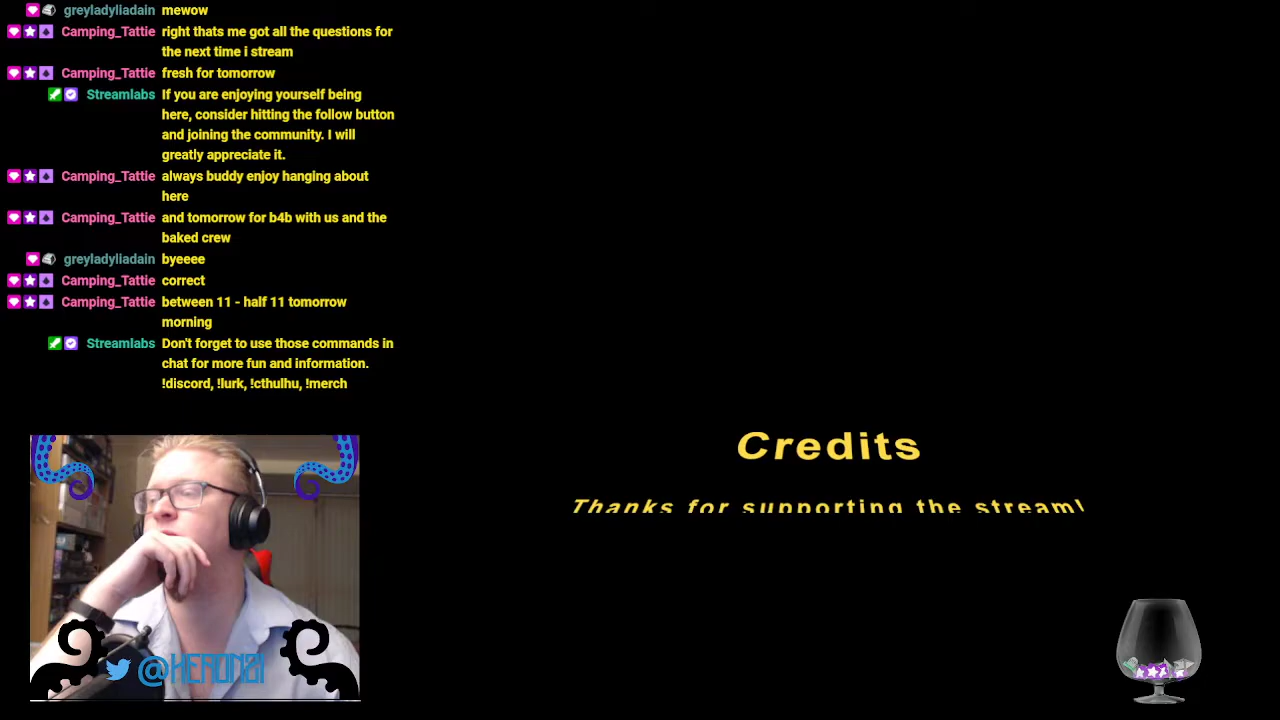 greyladyliadain mewow
Camping_Tattie right thats me got all the questions for
the next time i stream
Camping_Tattie fresh for tomorrow
Streamlabs If you are enjoying yourself being
here, consider hitting the follow button
and joining the community. I will
greatly appreciate it.
Camping_Tattie always buddy enjoy hanging about
here
Camping_Tattie and tomorrow for b4b with us and the
baked crew
greyladyliadain byeeee
Camping_Tattie correct
Camping_Tattie between 11 - half 11 tomorrow
morning
Streamlabs Don't forget to use those commands in
chat for more fun and information.
!discord, !lurk, !cthulhu, !merch
Credits
Thanks for supporting the stream!
@HERONZI